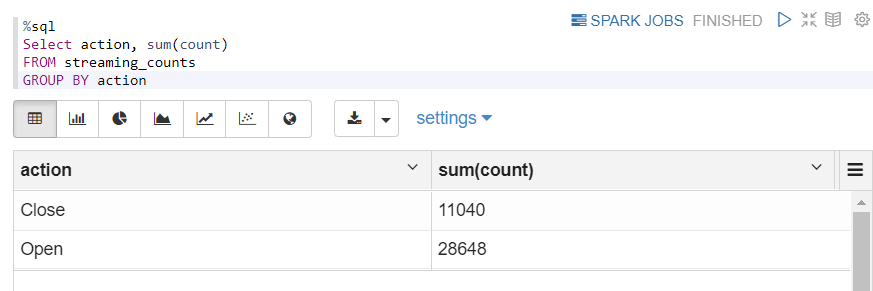 %sql
SPARK JOBS FINISHED
Select action, sum(count)
FROM streaming_counts
GROUP BY action
settings
action sum(count)
Close 11040
Open 28648